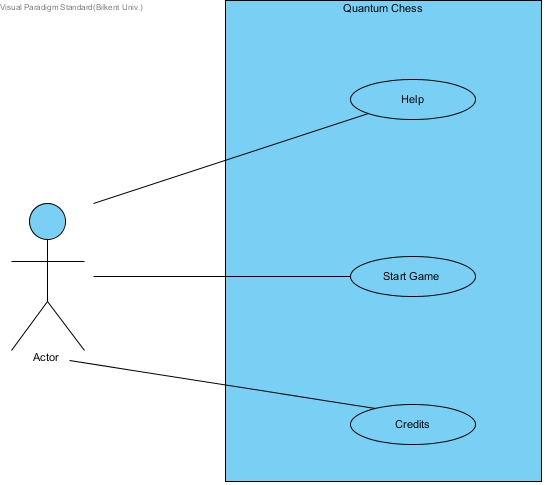 Visual Paradigm Standard(Bilkent Univ.)
Quantum Chess
Help
Start Game
Actor
Credits